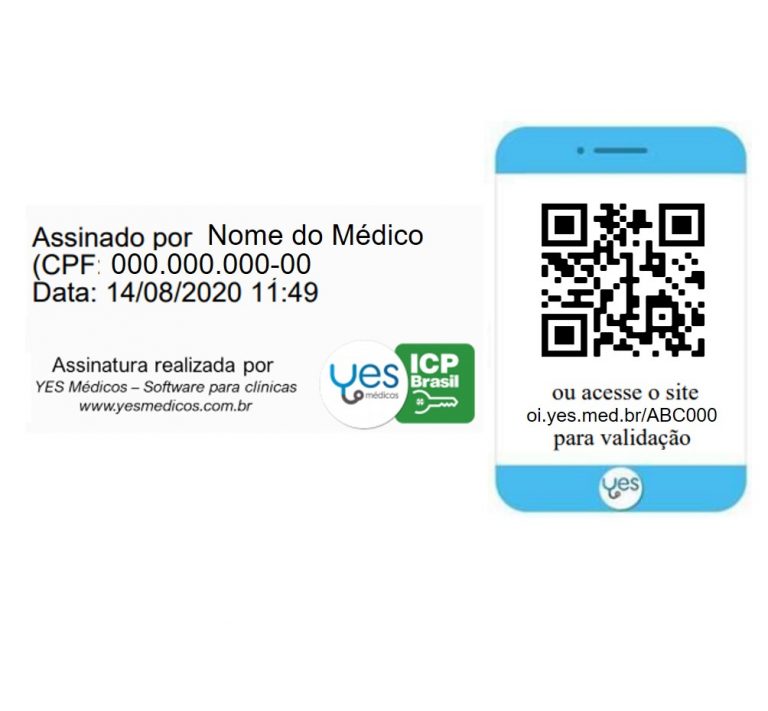 Assinado por Nome do Médico
(CPF: 000.000.000-00
Data: 14/08/2020 11:49
Assinatura realizada por
YES Médicos – Software para clínicas
www.yesmedicos.com.br
yes
médicos
ICP
Brasil
ou acesse o site
oi.yes.med.br/ABC000
para validação
yes